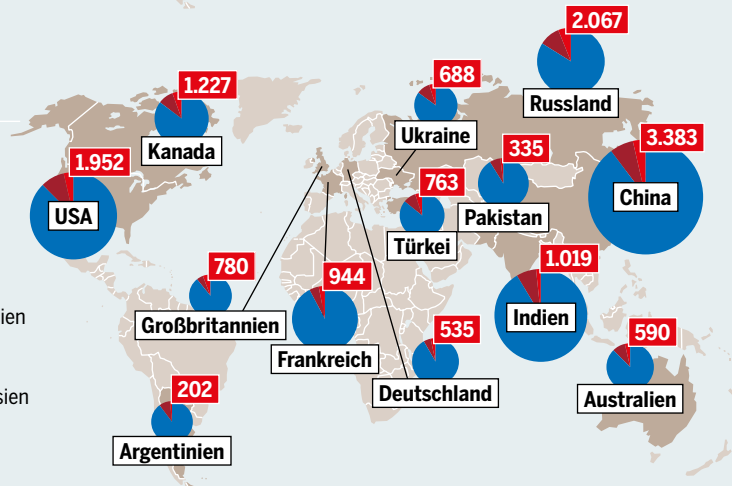 2.067
Russland
688
Ukraine
1.227
Kanada
3.383
China
335
Pakistan
1.952
USA
763
Türkei
780
Großbritannien
944
Frankreich
1.019
Indien
ien
535
Deutschland
590
Australien
sien
202
Argentinien